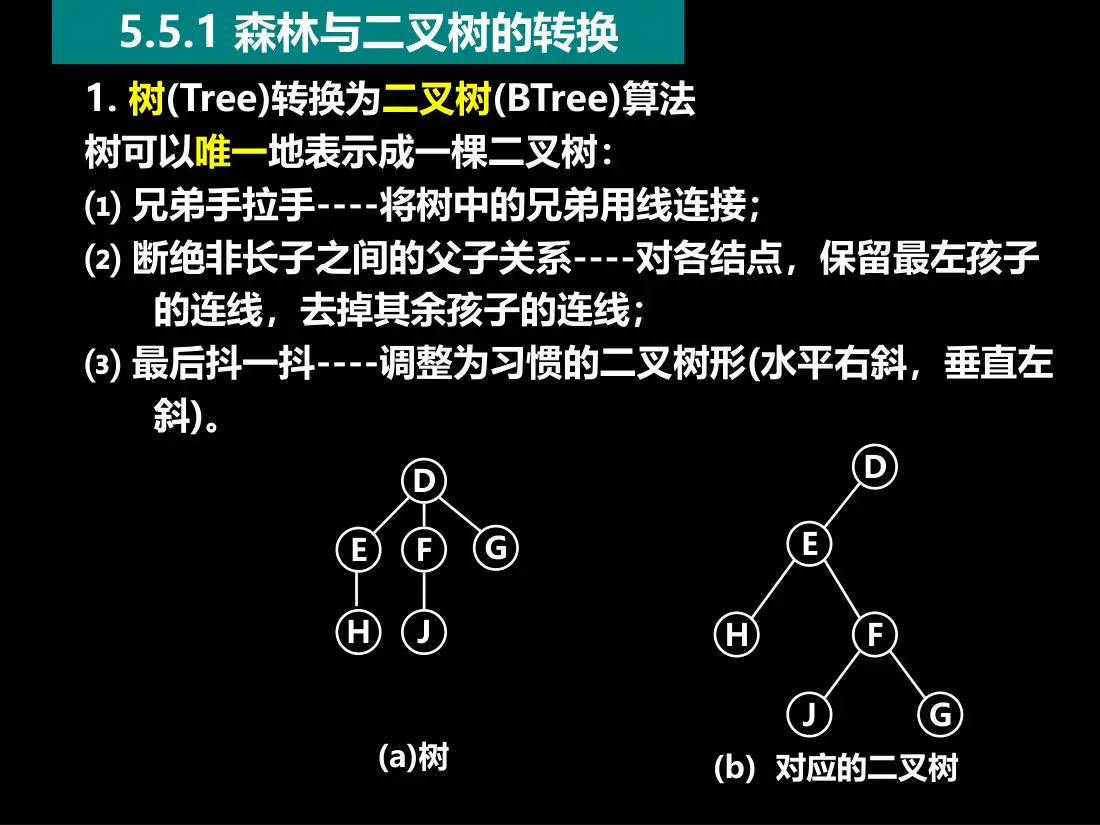 5.5.1 森林与二叉树的转换
1. 树(Tree)转换为二叉树(BTree)算法
树可以唯一地表示成一棵二叉树：
⑴ 兄弟手拉手----将树中的兄弟用线连接；
⑵ 断绝非长子之间的父子关系----对各结点，保留最左孩子
的连线，去掉其余孩子的连线；
⑶ 最后抖一抖----调整为习惯的二叉树形(水平右斜，垂直左
斜)。
D
E F G
H J
(a)树
D
E
H F
J G
(b) 对应的二叉树